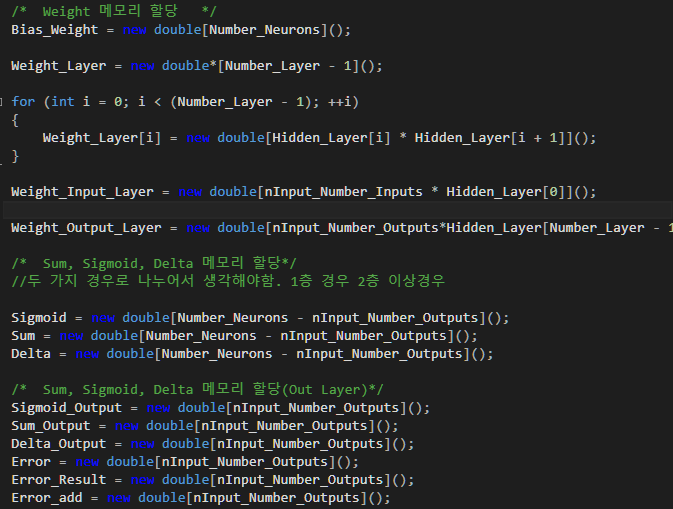 /*  Weight 메모리 할당   */
Bias_Weight = new double[Number_Neurons]();
Weight_Layer = new double*[Number_Layer - 1]();
for (int i = 0; i < (Number_Layer - 1); ++i)
{
    Weight_Layer[i] = new double[Hidden_Layer[i] * Hidden_Layer[i + 1]]();
}
Weight_Input_Layer = new double[nInput_Number_Inputs * Hidden_Layer[0]]();
Weight_Output_Layer = new double[nInput_Number_Outputs*Hidden_Layer[Number_Layer - 1
/*  Sum, Sigmoid, Delta 메모리 할당*/
//두 가지 경우로 나누어서 생각해야함. 1층 경우 2층 이상경우
Sigmoid = new double[Number_Neurons - nInput_Number_Outputs]();
Sum = new double[Number_Neurons - nInput_Number_Outputs]();
Delta = new double[Number_Neurons - nInput_Number_Outputs]();
/*  Sum, Sigmoid, Delta 메모리 할당(Out Layer)*/
Sigmoid_Output = new double[nInput_Number_Outputs]();
Sum_Output = new double[nInput_Number_Outputs]();
Delta_Output = new double[nInput_Number_Outputs]();
Error = new double[nInput_Number_Outputs]();
Error_Result = new double[nInput_Number_Outputs]();
Error_add = new double[nInput_Number_Outputs]();